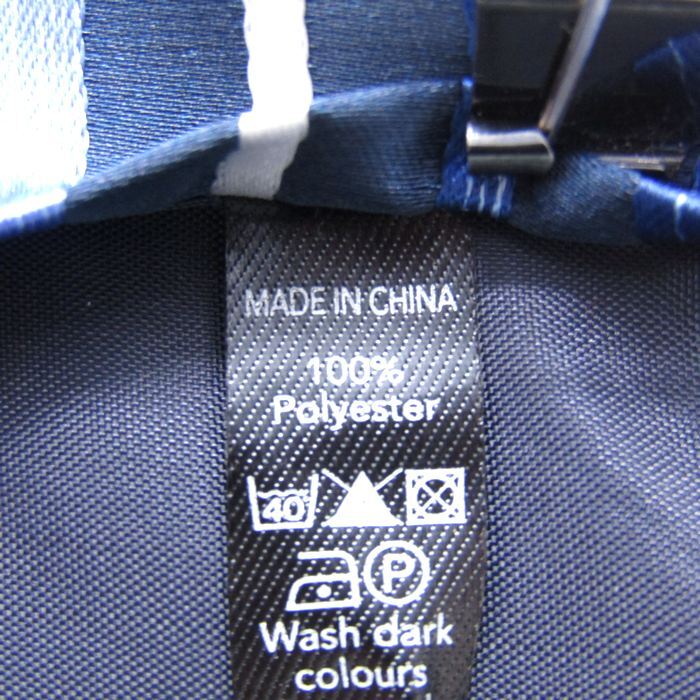 MADE IN CHINA
100%
Polyester
40
P
Wash dark
colours